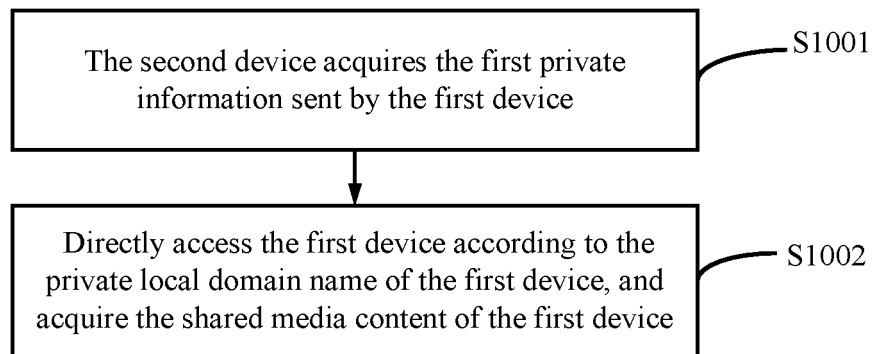 The second device acquires the first private
information sent by the first device
S1001
Directly access the first device according to the
private local domain name of the first device, and
acquire the shared media content of the first device
S1002